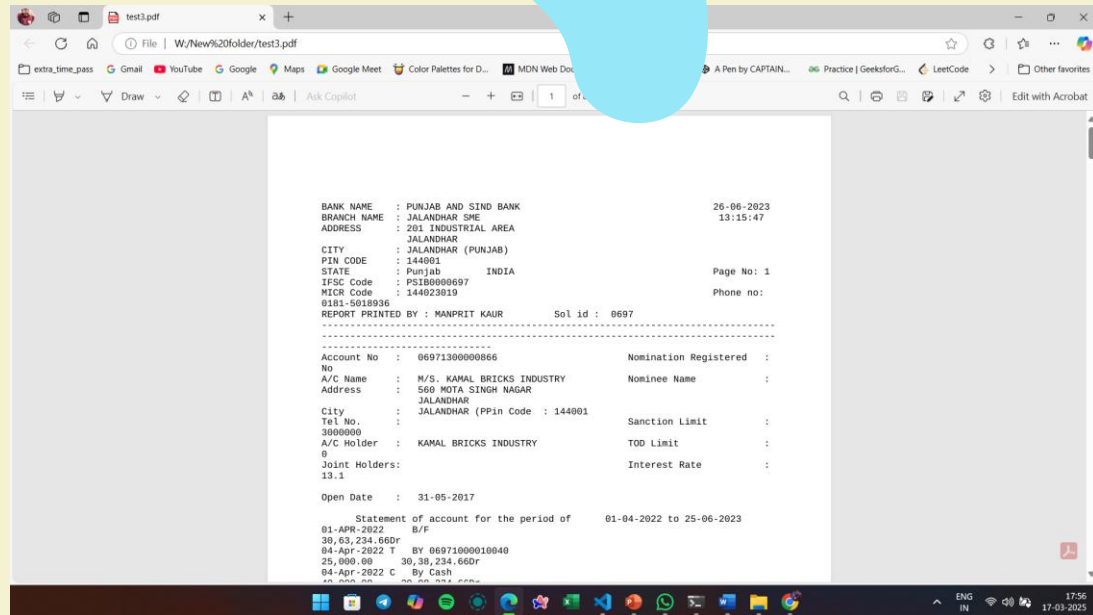 test3.pdf
File | W:/New%20folder/test3.pdf
extra_time_pass Gmail YouTube Google Maps Google Meet Color Palettes for D... MDN Web Doc A Pen by CAPTAIN... Practice | GeeksforG... LeetCode Other favorites
Draw Ask Copilot 1 of Edit with Acrobat
BANK NAME : PUNJAB AND SIND BANK 26-06-2023
BRANCH NAME : JALANDHAR SME 13:15:47
ADDRESS : 201 INDUSTRIAL AREA
JALANDHAR
CITY : JALANDHAR (PUNJAB)
PIN CODE : 144001
STATE : Punjab INDIA Page No: 1
IFSC Code : PSIB0000697
MICR Code : 144023019 Phone no:
0181-5018936
REPORT PRINTED BY : MANPRIT KAUR Sol id : 0697
Account No : 06971300000866 Nomination Registered :
No
A/C Name : M/S. KAMAL BRICKS INDUSTRY Nominee Name :
Address : 560 MOTA SINGH NAGAR
JALANDHAR
City : JALANDHAR (PPin Code : 144001
Tel No. : Sanction Limit :
3000000
A/C Holder : KAMAL BRICKS INDUSTRY TOD Limit :
0
Joint Holders: Interest Rate :
13.1
Open Date : 31-05-2017
Statement of account for the period of 01-04-2022 to 25-06-2023
01-APR-2022 B/F
30,63,234.66Dr
04-Apr-2022 T BY 06971000010040
25,000.00 30,38,234.66Dr
04-Apr-2022 C By Cash
ENG 17:56
IN 17-03-2025